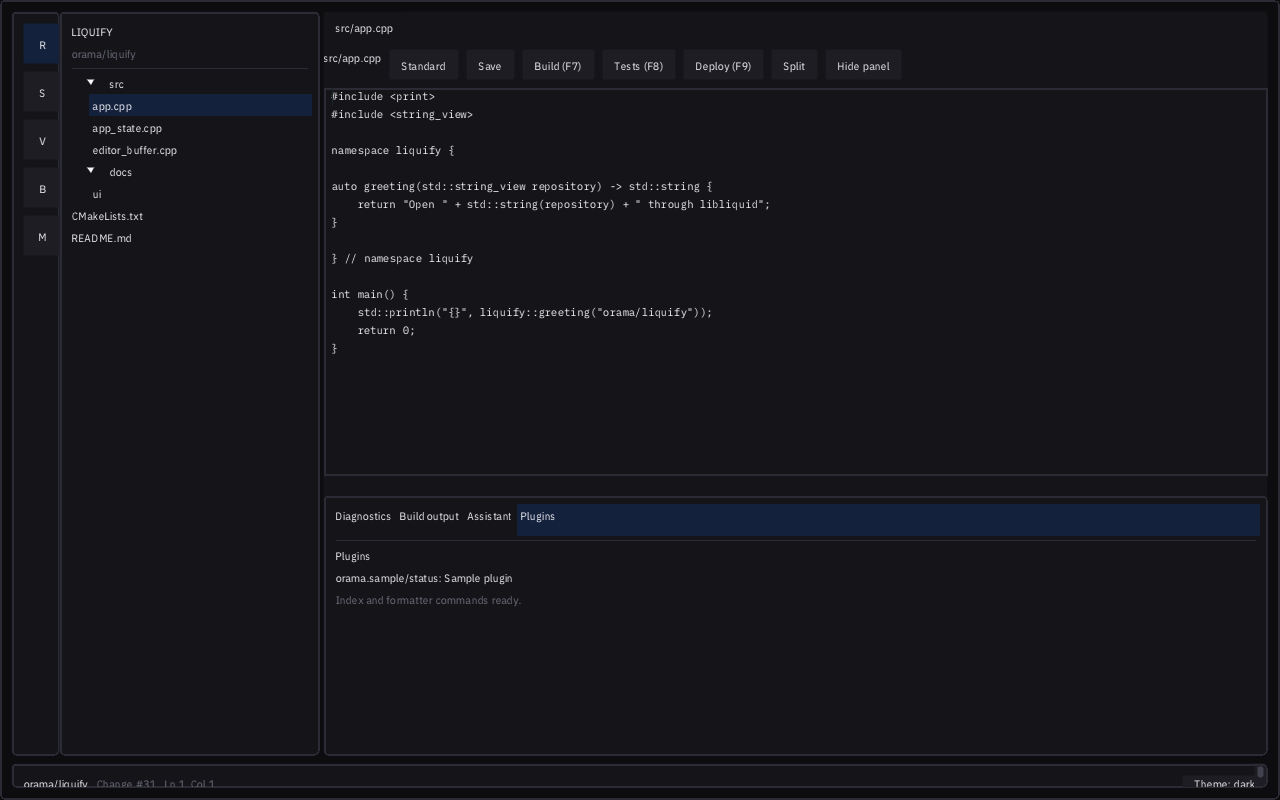 R
S
V
B
M
LIQUIFY
orama/liquify
src
app.cpp
app_state.cpp
editor_buffer.cpp
docs
ui
CMakeLists.txt
README.md
src/app.cpp
src/app.cpp Standard Save Build (F7) Tests (F8) Deploy (F9) Split Hide panel
#include <print>
#include <string_view>
namespace liquify {
auto greeting(std::string_view repository) -> std::string {
    return "Open " + std::string(repository) + " through libliquid";
}
} // namespace liquify
int main() {
    std::println("{}", liquify::greeting("orama/liquify"));
    return 0;
}
Diagnostics Build output Assistant Plugins
Plugins
orama.sample/status: Sample plugin
Index and formatter commands ready.
orama/liquify Change #31 Ln 1, Col 1 Theme: dark